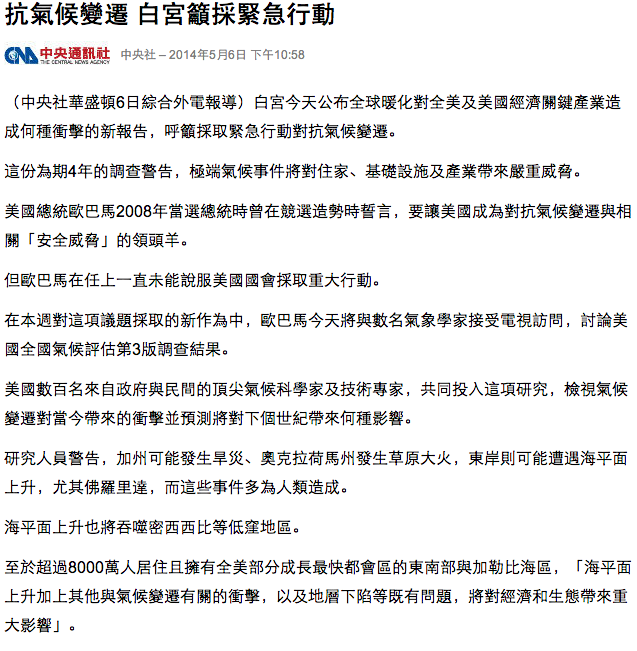 抗氣候變遷 白宮籲採緊急行動
CNA 中央通訊社 THE CENTRAL NEWS AGENCY 中央社 – 2014年5月6日 下午10:58
（中央社華盛頓6日綜合外電報導）白宮今天公布全球暖化對全美及美國經濟關鍵產業造
成何種衝擊的新報告，呼籲採取緊急行動對抗氣候變遷。
這份為期4年的調查警告，極端氣候事件將對住家、基礎設施及產業帶來嚴重威脅。
美國總統歐巴馬2008年當選總統時曾在競選造勢時誓言，要讓美國成為對抗氣候變遷與相
關「安全威脅」的領頭羊。
但歐巴馬在任上一直未能說服美國國會採取重大行動。
在本週對這項議題採取的新作為中，歐巴馬今天將與數名氣象學家接受電視訪問，討論美
國全國氣候評估第3版調查結果。
美國數百名來自政府與民間的頂尖氣候科學家及技術專家，共同投入這項研究，檢視氣候
變遷對當今帶來的衝擊並預測將對下個世紀帶來何種影響。
研究人員警告，加州可能發生旱災、奧克拉荷馬州發生草原大火，東岸則可能遭遇海平面
上升，尤其佛羅里達，而這些事件多為人類造成。
海平面上升也將吞噬密西西比等低窪地區。
至於超過8000萬人居住且擁有全美部分成長最快都會區的東南部與加勒比海區，「海平面
上升加上其他與氣候變遷有關的衝擊，以及地層下陷等既有問題，將對經濟和生態帶來重
大影響」。